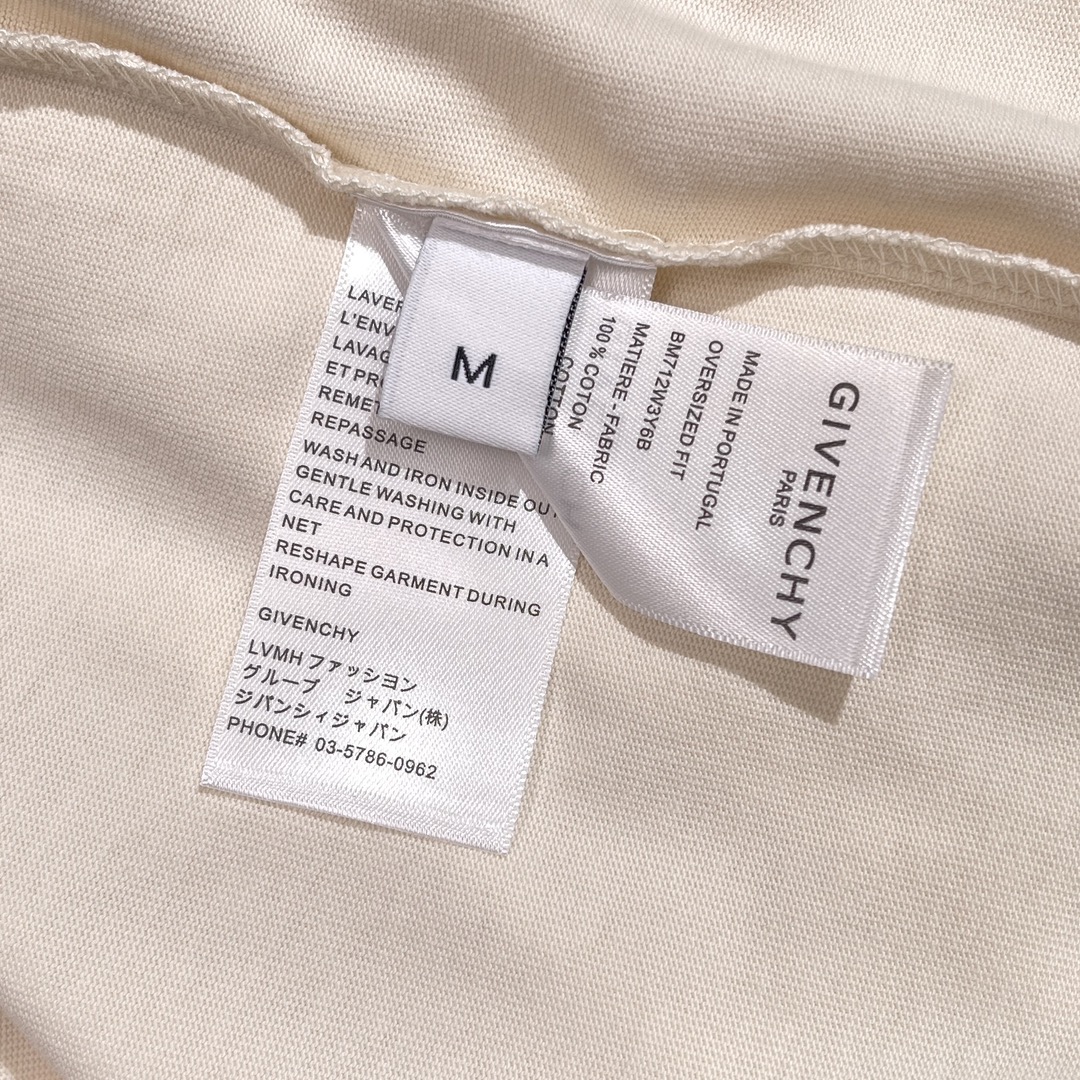 REPASSAGE
WASH AND IRON INSIDE OUT
GENTLE WASHING WITH
CARE AND PROTECTION IN A
NET
RESHAPE GARMENT DURING
IRONING
GIVENCHY
LVMH ファッション
グループ ジャパン(株)
ジバンシィジャパン
PHONE# 03-5786-0962
M
GIVENCHY
PARIS
MADE IN PORTUGAL
OVERSIZED FIT
BM712W3Y6B
MATIERE - FABRIC
100 % COTON
COTTON